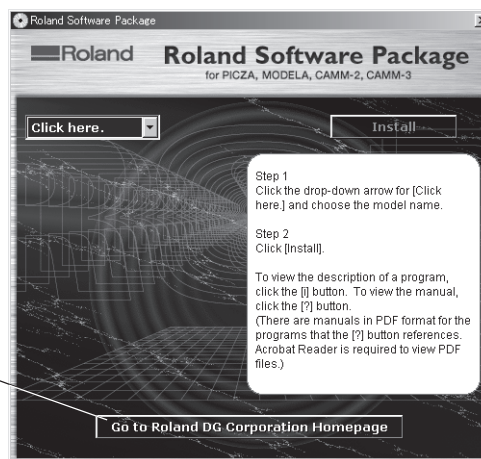 Roland Software Package
Roland
Roland Software Package
for PICZA, MODELA, CAMM-2, CAMM-3
Click here.
Install
Step 1
Click the drop-down arrow for [Click
here.] and choose the model name.
Step 2
Click [Install].
To view the description of a program,
click the [i] button. To view the manual,
click the [?] button.
(There are manuals in PDF format for the
programs that the [?] button references.
Acrobat Reader is required to view PDF
files.)
Go to Roland DG Corporation Homepage